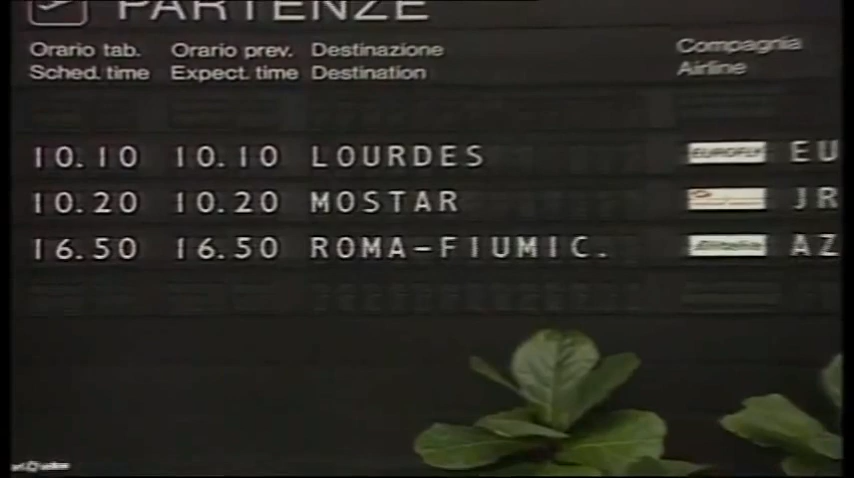 PARTENZE
Orario tab. Orario prev. Destinazione Compagnia
Sched. time Expect. time Destination Airline
10.10 10.10 LOURDES EUROFLY EU
10.20 10.20 MOSTAR JR
16.50 16.50 ROMA-FIUMIC. Alitalia AZ